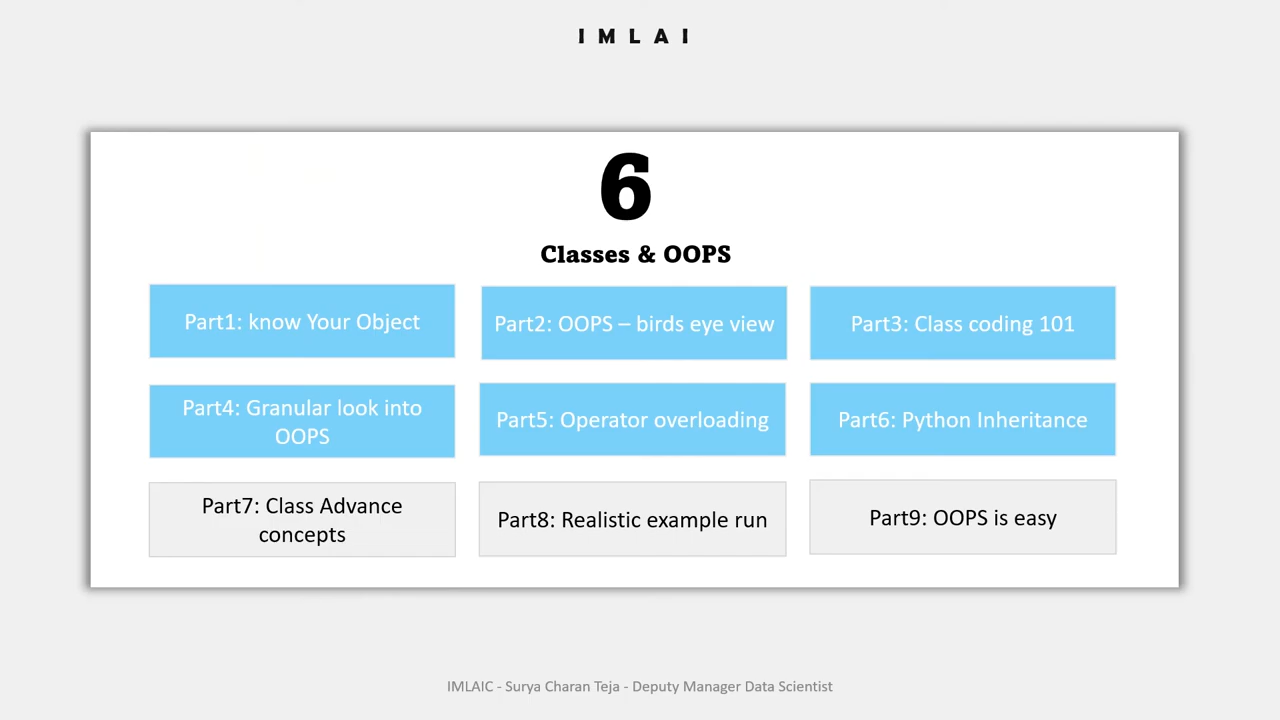 IMLAI
6
Classes & OOPS
Part1: know Your Object
Part2: OOPS – birds eye view
Part3: Class coding 101
Part4: Granular look into
OOPS
Part5: Operator overloading
Part6: Python Inheritance
Part7: Class Advance
concepts
Part8: Realistic example run
Part9: OOPS is easy
IMLAIC - Surya Charan Teja - Deputy Manager Data Scientist